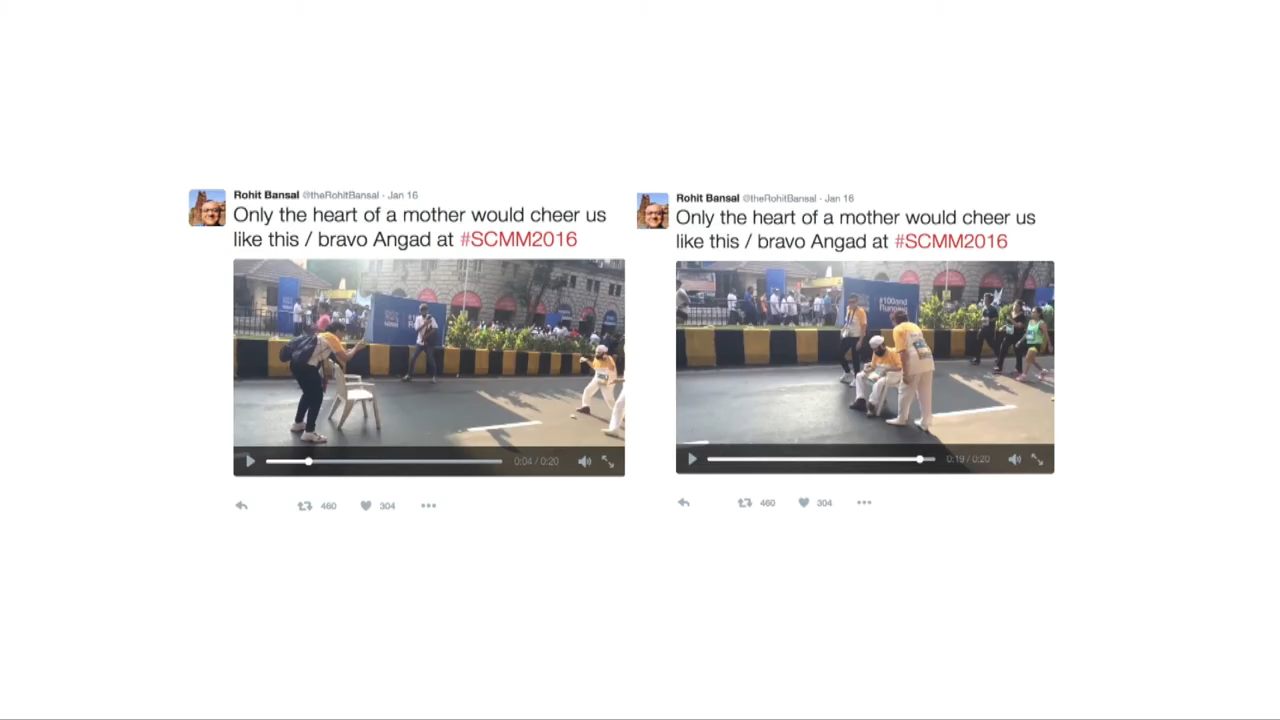 Rohit Bansal @theRohitBansal · Jan 16
Only the heart of a mother would cheer us
like this / bravo Angad at #SCMM2016
0:04 / 0:20
460 304
Rohit Bansal @theRohitBansal · Jan 16
Only the heart of a mother would cheer us
like this / bravo Angad at #SCMM2016
#100and
Running
0:19 / 0:20
460 304